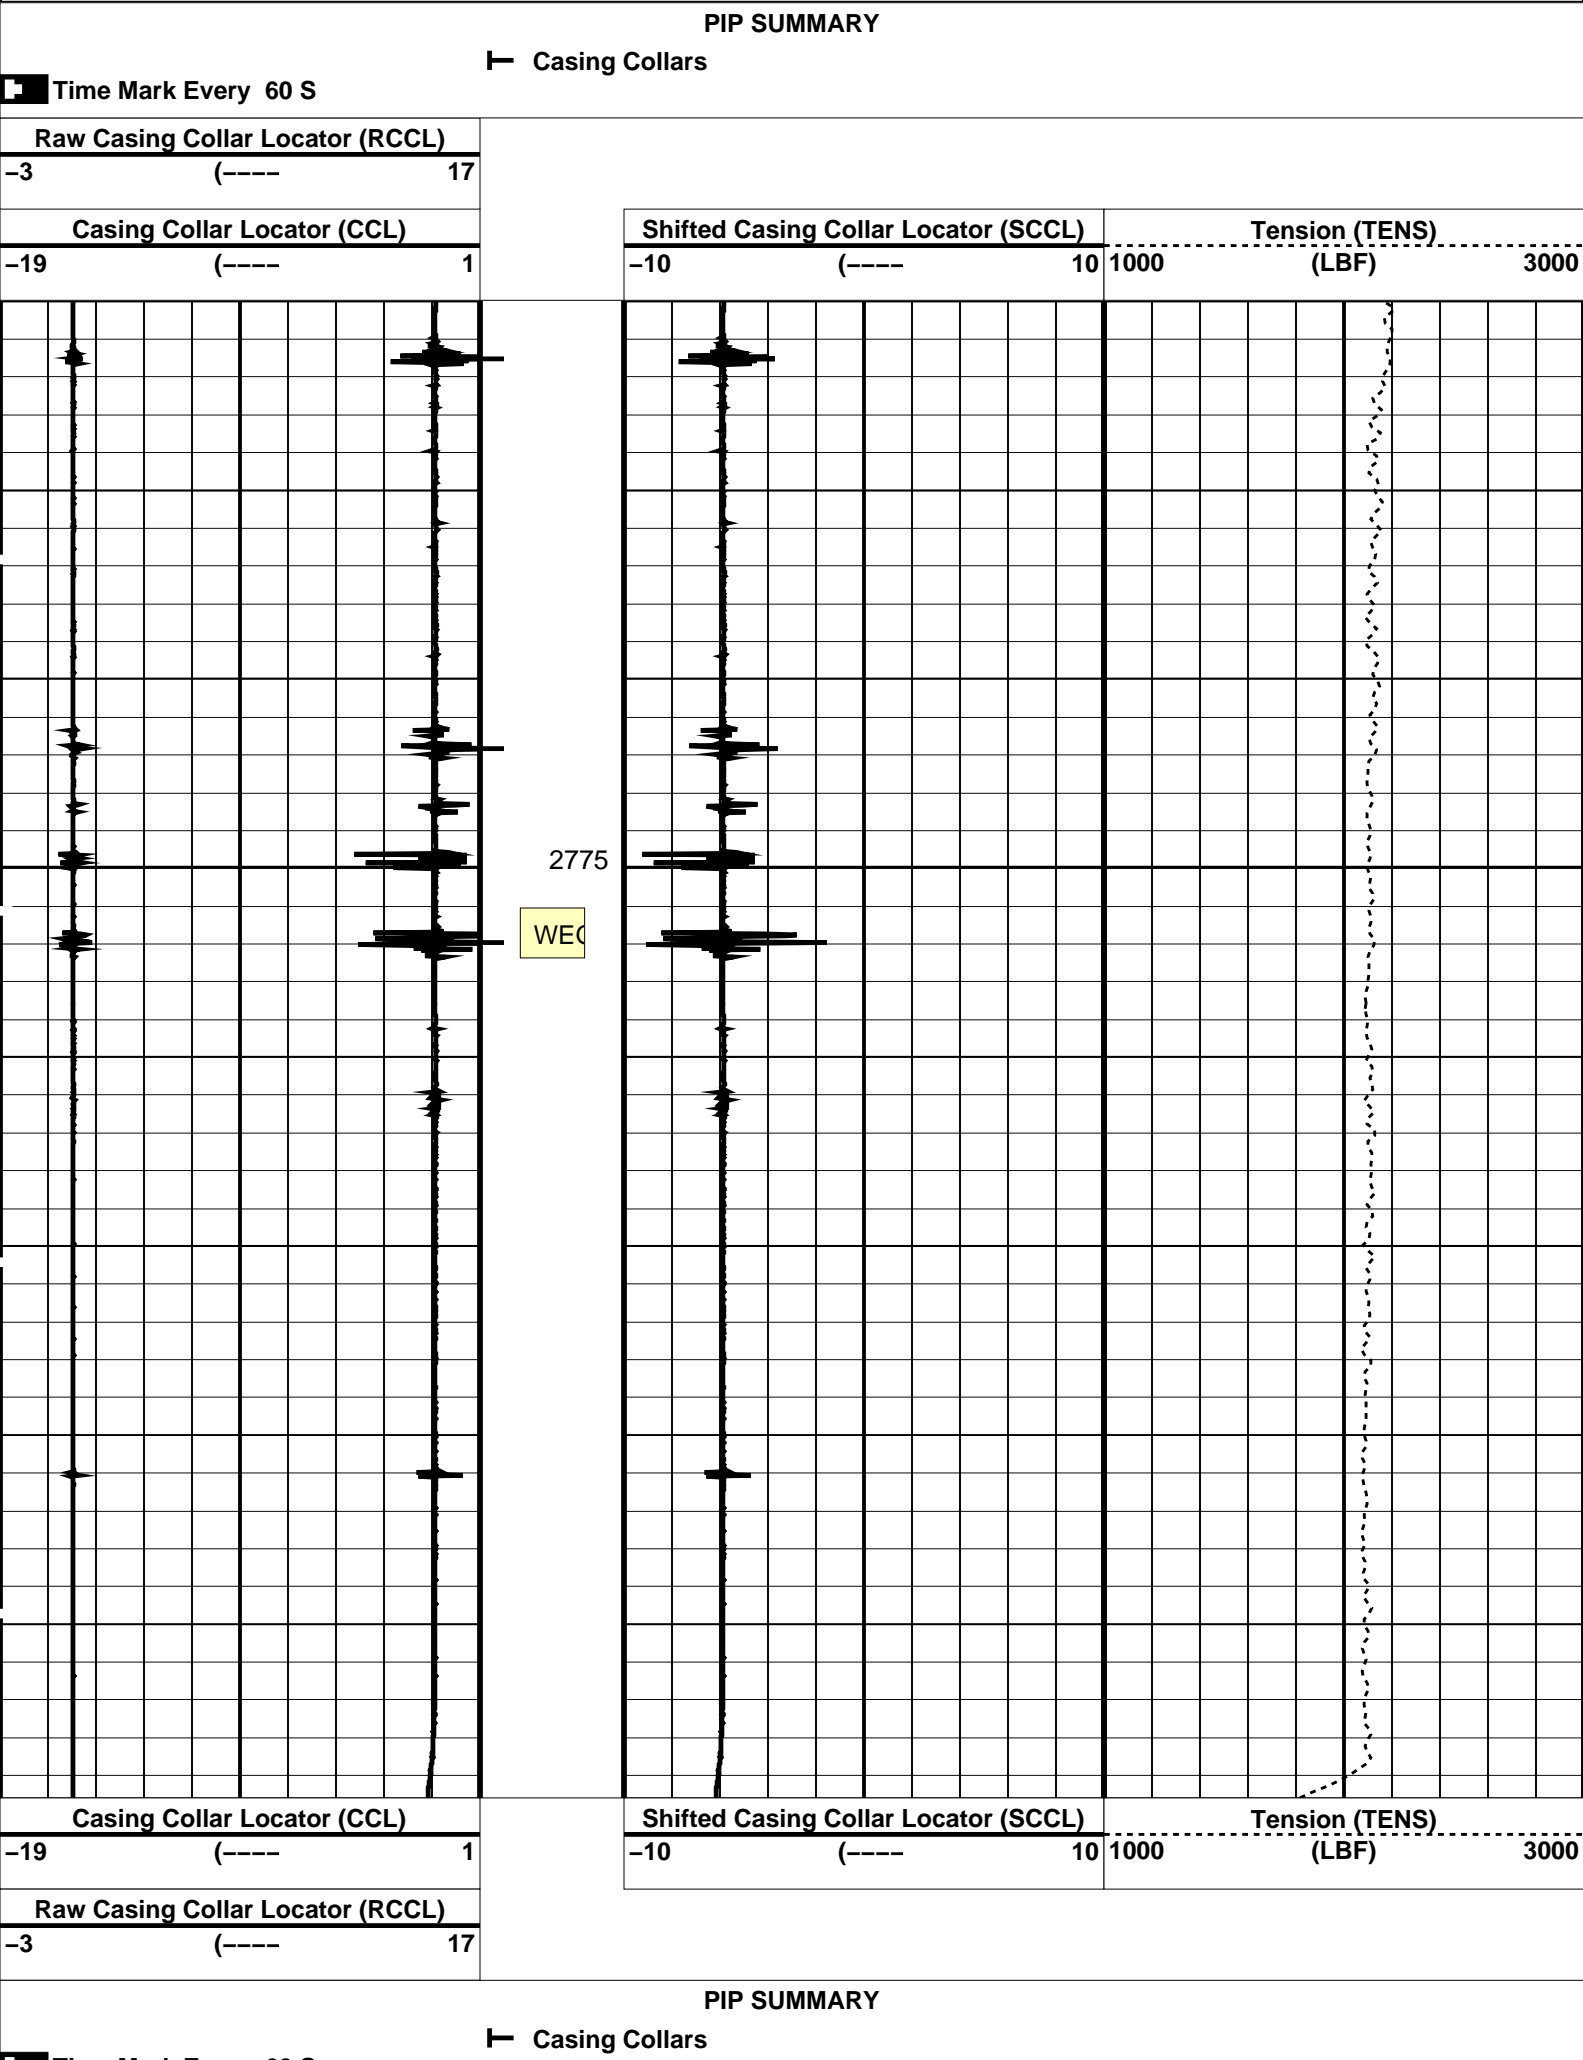 PIP SUMMARY
Casing Collars
Time Mark Every 60 S
Raw Casing Collar Locator (RCCL)
−3 (−−−− 17
Casing Collar Locator (CCL) Shifted Casing Collar Locator (SCCL) Tension (TENS)
−19 (−−−− 1 −10 (−−−− 10 1000 (LBF) 3000
2775
WEC
Casing Collar Locator (CCL) Shifted Casing Collar Locator (SCCL) Tension (TENS)
−19 (−−−− 1 −10 (−−−− 10 1000 (LBF) 3000
Raw Casing Collar Locator (RCCL)
−3 (−−−− 17
PIP SUMMARY
Casing Collars